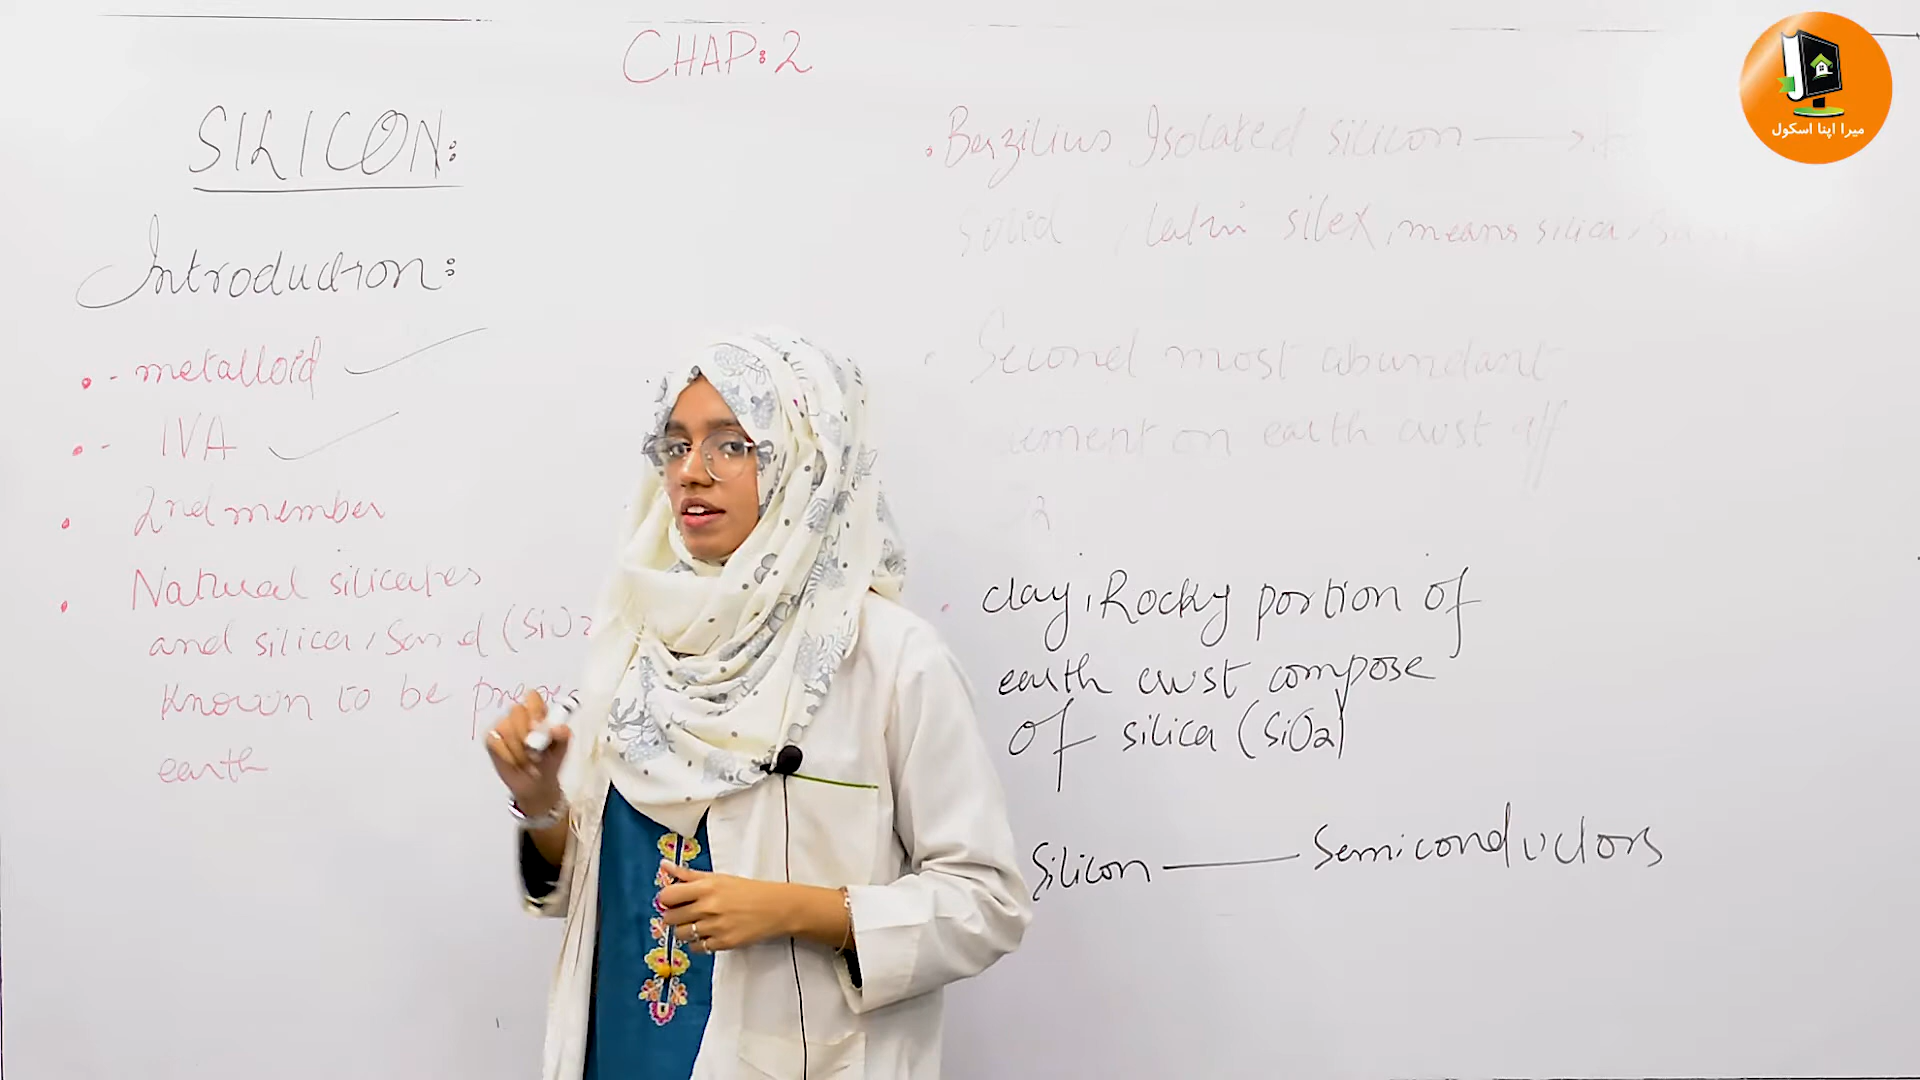 CHAP:2
SILICON:
Introduction:
metalloid
IVA
2nd member
Natural silicates
and silica, Sand (SiO2
known to be
earth
Berzilius Isolated silicon
solid, latin silex, means silica,
Second most abundant
on earth crust
clay, Rocky portion of
earth crust compose
of silica (SiO2)
Silicon — Semiconductors
میرا اپنا اسکول